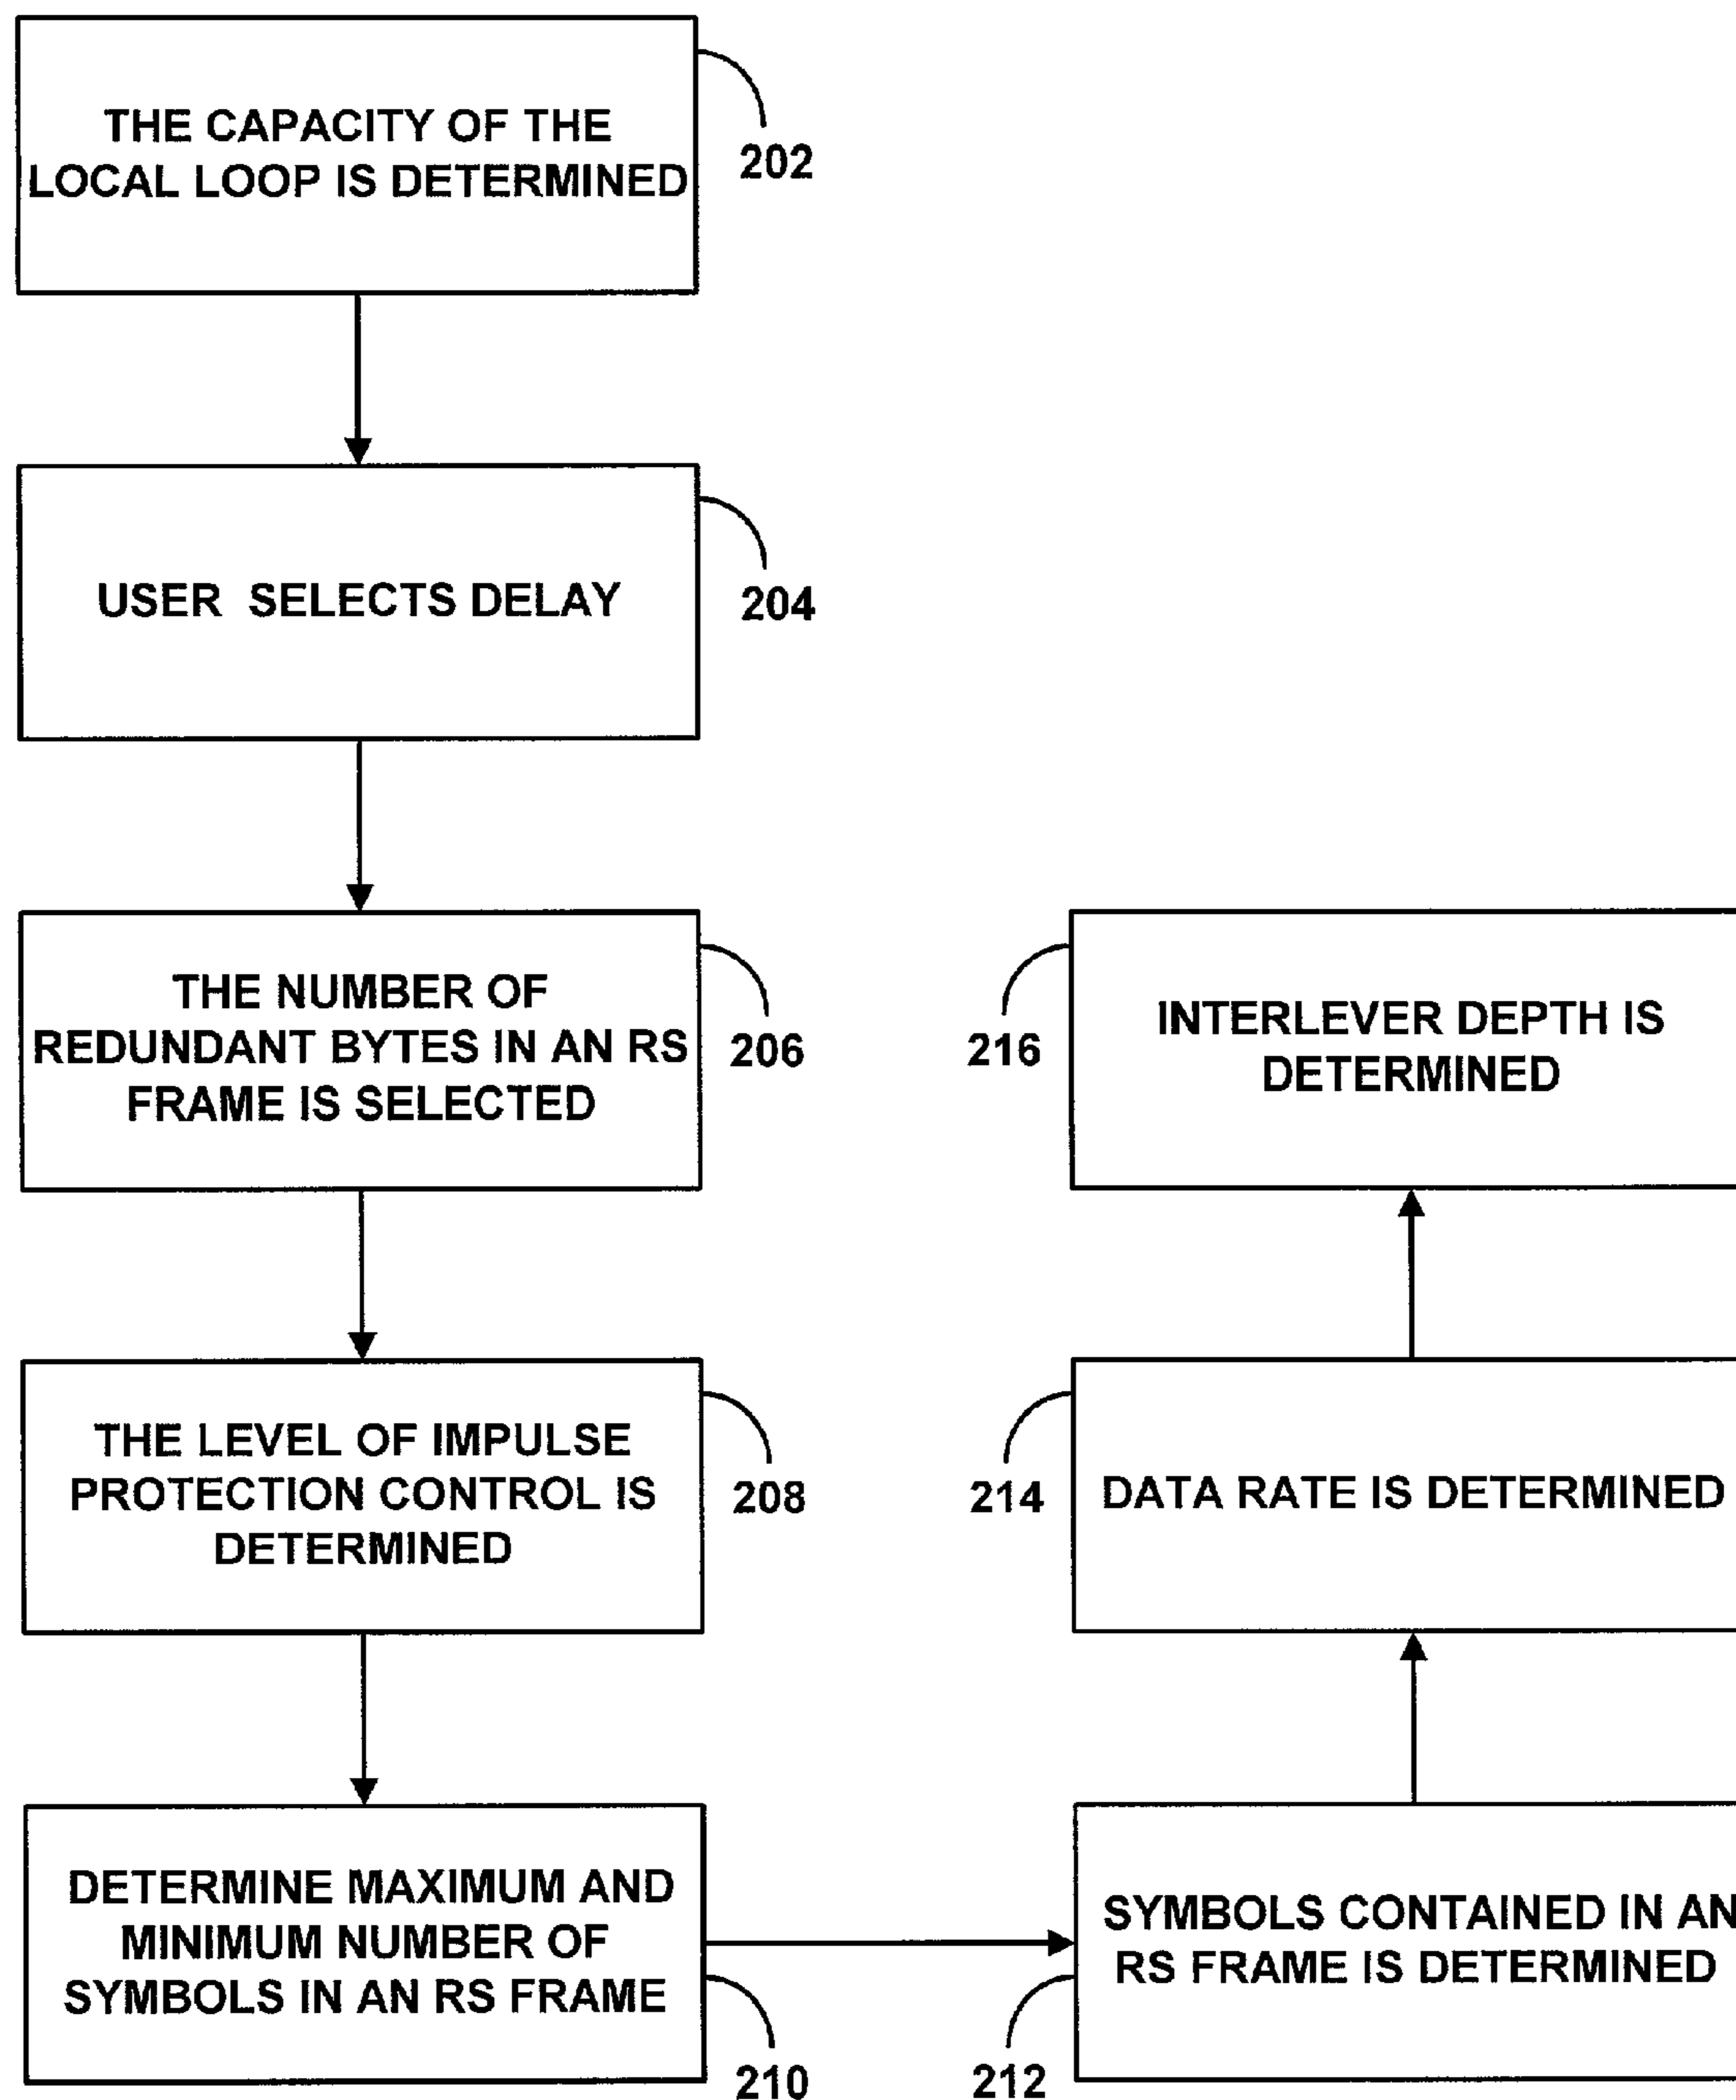 THE CAPACITY OF THE
LOCAL LOOP IS DETERMINED
202
USER SELECTS DELAY
204
THE NUMBER OF
REDUNDANT BYTES IN AN RS
FRAME IS SELECTED
206
THE LEVEL OF IMPULSE
PROTECTION CONTROL IS
DETERMINED
208
DETERMINE MAXIMUM AND
MINIMUM NUMBER OF
SYMBOLS IN AN RS FRAME
210
SYMBOLS CONTAINED IN AN
RS FRAME IS DETERMINED
212
DATA RATE IS DETERMINED
214
INTERLEVER DEPTH IS
DETERMINED
216